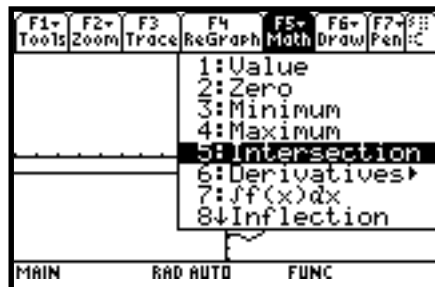 F1▾ F2▾ F3 F4 F5▾ F6▾ F7▾
Tools Zoom Trace ReGraph Math Draw Pen :C
1:Value
2:Zero
3:Minimum
4:Maximum
5:Intersection
6:Derivatives▸
7:∫f(x)dx
8↓Inflection
MAIN RAD AUTO FUNC